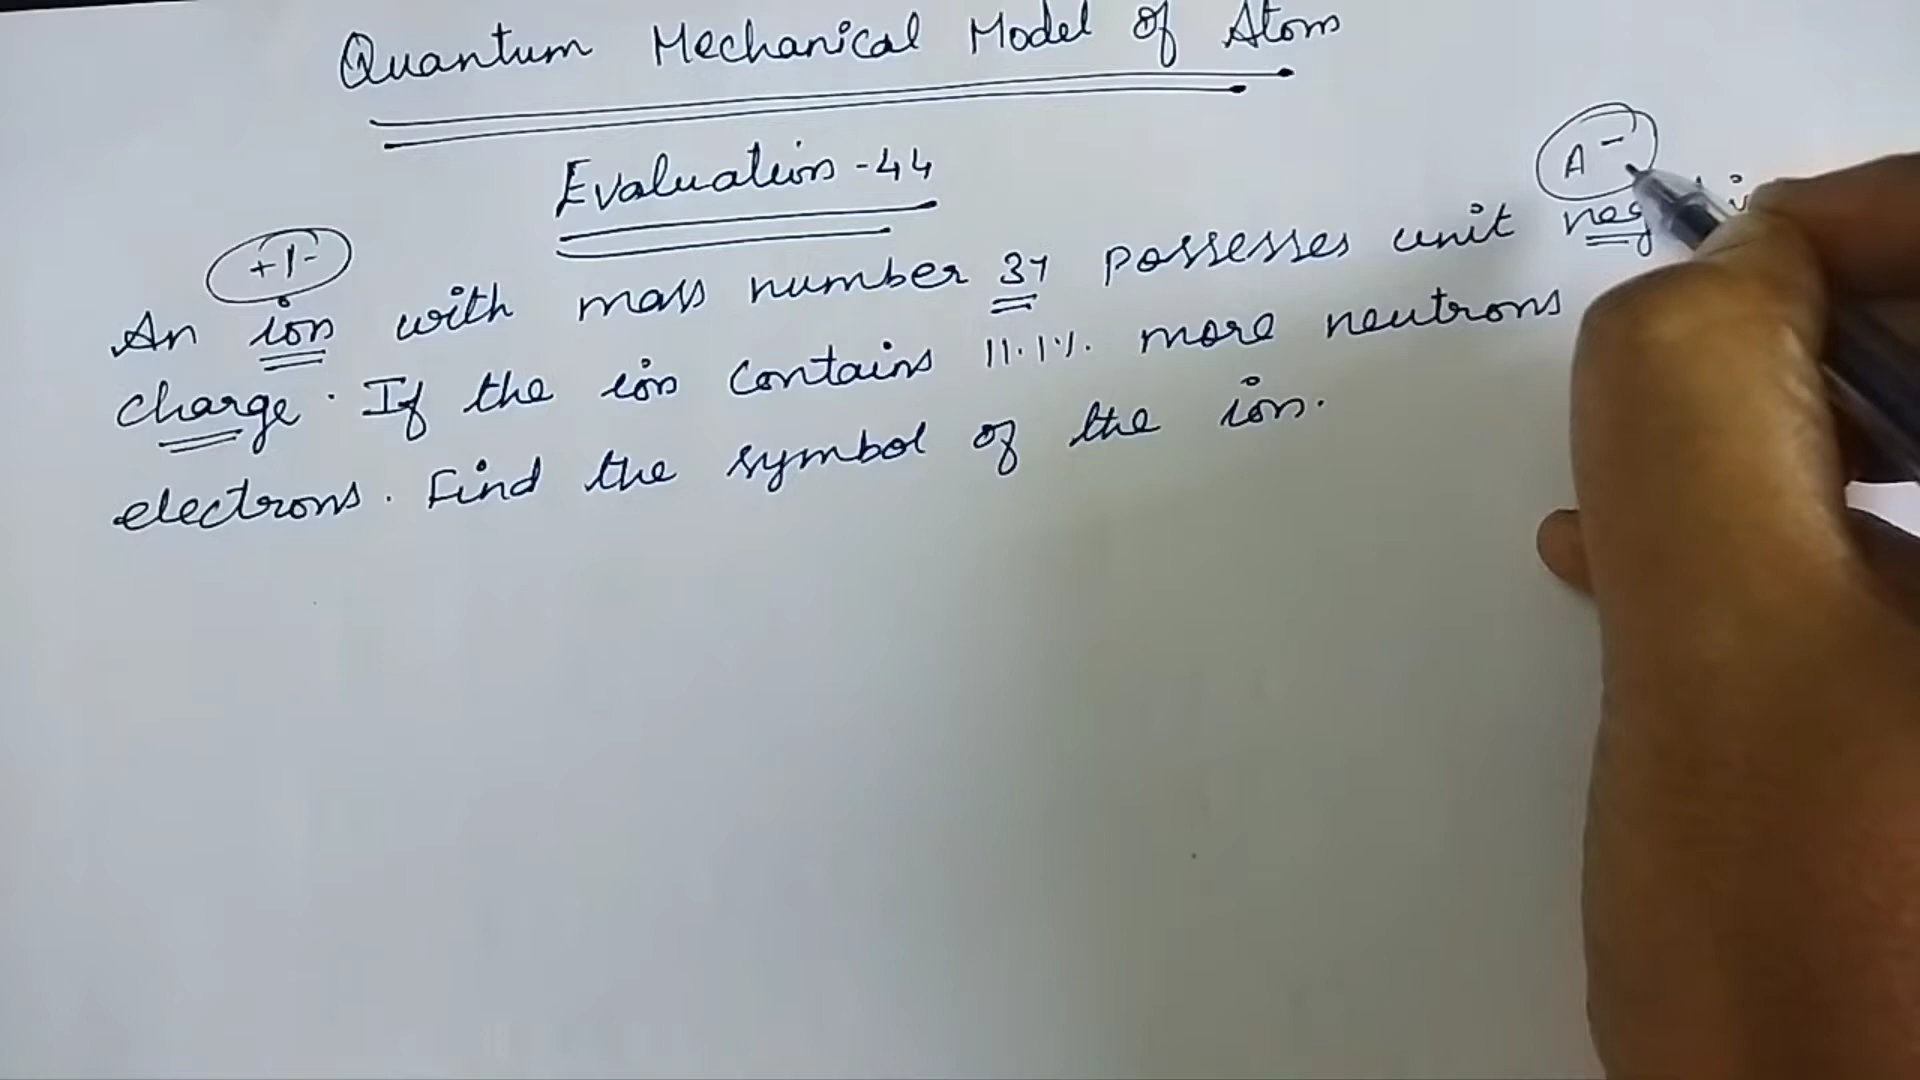 Quantum Mechanical Model of Atom
Evaluation - 44
A⁻
+/-
An ion with mass number 37 possesses unit neg
charge. If the ion contains 11.1%. more neutrons
electrons. Find the symbol of the ion.